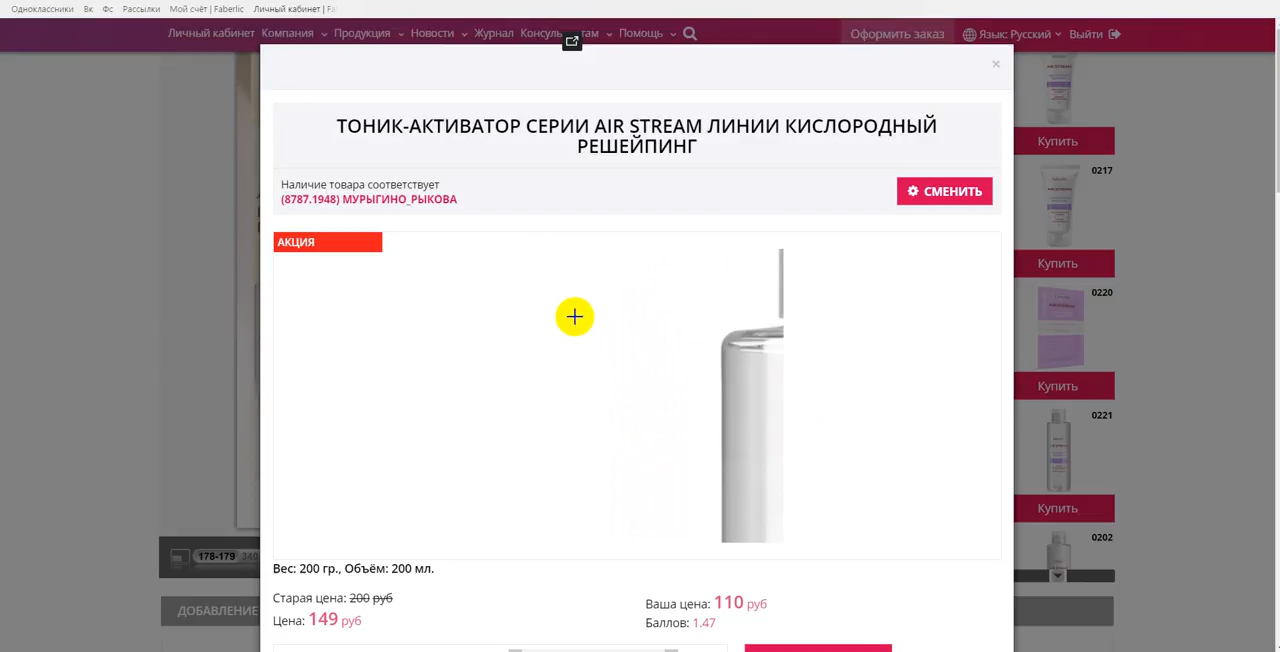 Одноклассники Вк Фс Рассылки Мой счёт | Faberlic Личный кабинет | Fa
Личный кабинет Компания Продукция Новости Журнал Консуль там Помощь Оформить заказ Язык: Русский Выйти
×
ТОНИК-АКТИВАТОР СЕРИИ AIR STREAM ЛИНИИ КИСЛОРОДНЫЙ
РЕШЕЙПИНГ
Наличие товара соответствует
(8787.1948) МУРЫГИНО_РЫКОВА
СМЕНИТЬ
АКЦИЯ
Вес: 200 гр., Объём: 200 мл.
Старая цена: 200 руб
Цена: 149 руб
Ваша цена: 110 руб
Баллов: 1.47
Купить
0217
Купить
0220
Купить
0221
Купить
0202
178-179 340
ДОБАВЛЕНИЕ